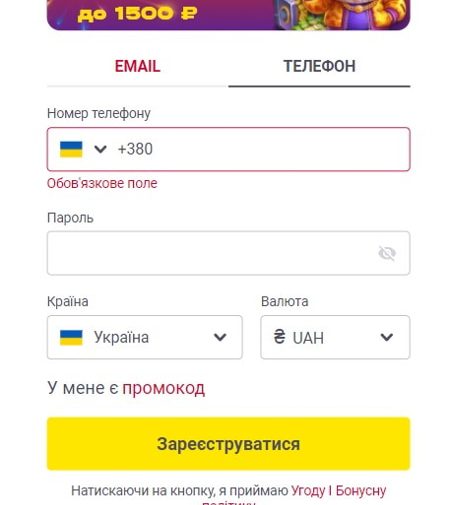 до 1500 ₽
EMAIL ТЕЛЕФОН
Номер телефону
+380
Обов'язкове поле
Пароль
Країна Валюта
Україна ₴ UAH
У мене є промокод
Зареєструватися
Натискаючи на кнопку, я приймаю Угоду І Бонусну
політику